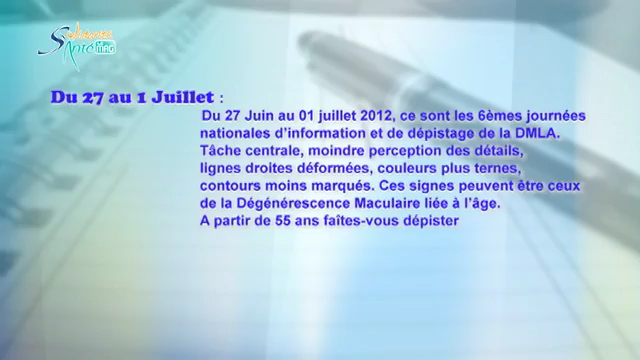 Santé
MAG
Du 27 au 1 Juillet :
Du 27 Juin au 01 juillet 2012, ce sont les 6èmes journées
nationales d'information et de dépistage de la DMLA.
Tâche centrale, moindre perception des détails,
lignes droites déformées, couleurs plus ternes,
contours moins marqués. Ces signes peuvent être ceux
de la Dégénérescence Maculaire liée à l'âge.
A partir de 55 ans faîtes-vous dépister